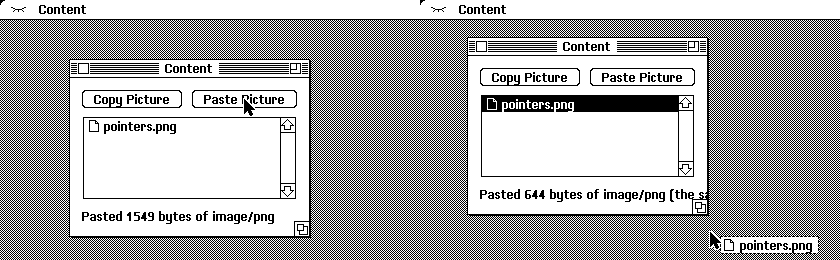 Content
Content
Copy Picture Paste Picture
pointers.png
Pasted 1549 bytes of image/png
Content
Content
Copy Picture Paste Picture
pointers.png
Pasted 644 bytes of image/png (the
pointers.png